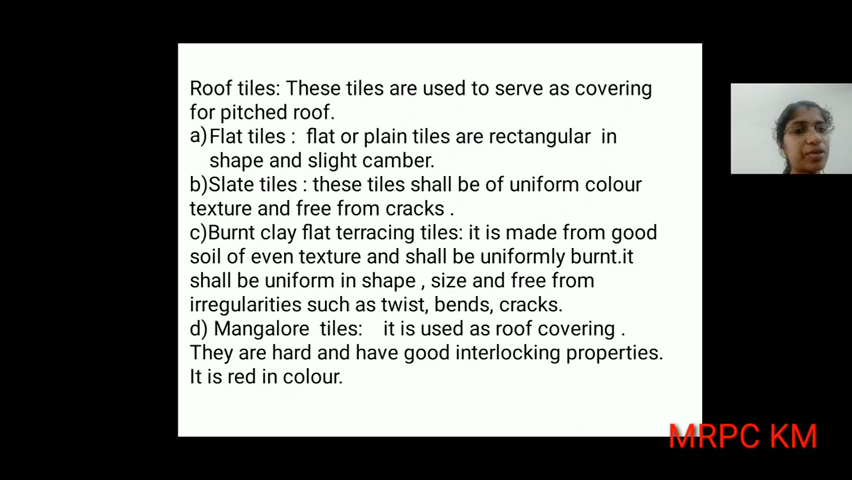 Roof tiles: These tiles are used to serve as covering
for pitched roof.
a)Flat tiles :  flat or plain tiles are rectangular  in
shape and slight camber.
b)Slate tiles : these tiles shall be of uniform colour
texture and free from cracks .
c)Burnt clay flat terracing tiles: it is made from good
soil of even texture and shall be uniformly burnt.it
shall be uniform in shape , size and free from
irregularities such as twist, bends, cracks.
d) Mangalore  tiles:    it is used as roof covering .
They are hard and have good interlocking properties.
It is red in colour.
MRPC KM